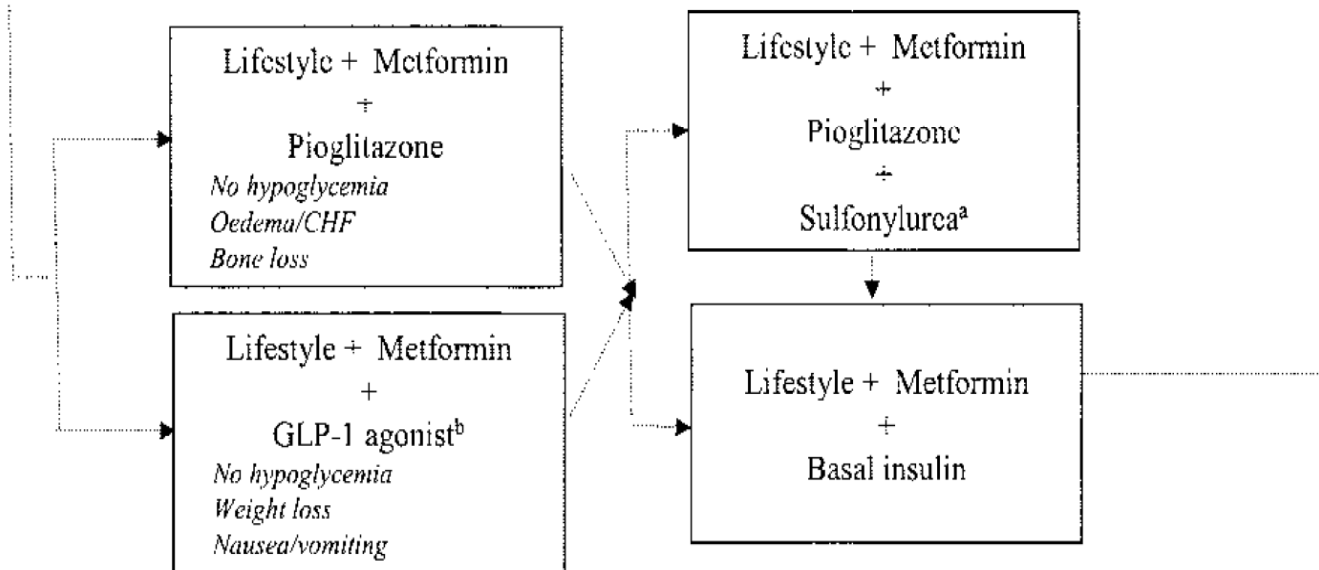 Lifestyle + Metformin
+
Pioglitazone
No hypoglycemia
Oedema/CHF
Bone loss
Lifestyle + Metformin
+
GLP-1 agonistᵇ
No hypoglycemia
Weight loss
Nausea/vomiting
Lifestyle + Metformin
+
Pioglitazone
+
Sulfonylureaᵃ
Lifestyle + Metformin
+
Basal insulin